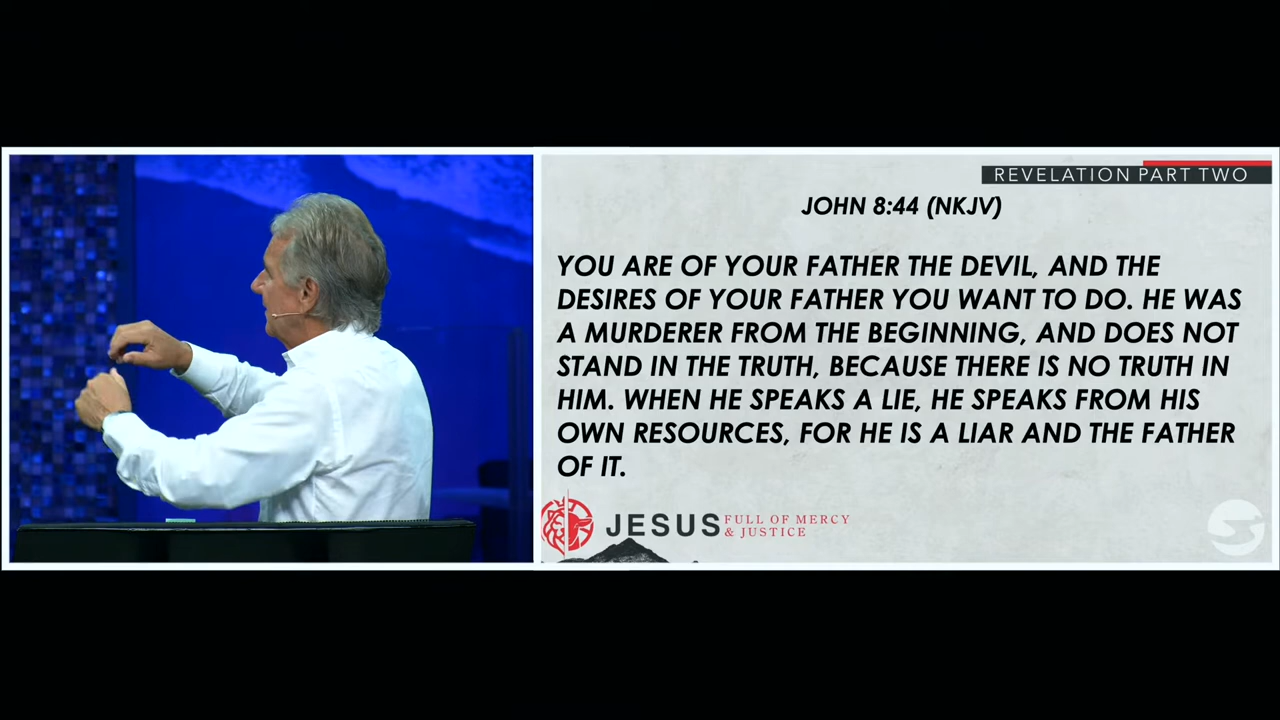 REVELATION PART TWO
JOHN 8:44 (NKJV)
YOU ARE OF YOUR FATHER THE DEVIL, AND THE
DESIRES OF YOUR FATHER YOU WANT TO DO. HE WAS
A MURDERER FROM THE BEGINNING, AND DOES NOT
STAND IN THE TRUTH, BECAUSE THERE IS NO TRUTH IN
HIM. WHEN HE SPEAKS A LIE, HE SPEAKS FROM HIS
OWN RESOURCES, FOR HE IS A LIAR AND THE FATHER
OF IT.
JESUS
FULL OF MERCY
& JUSTICE